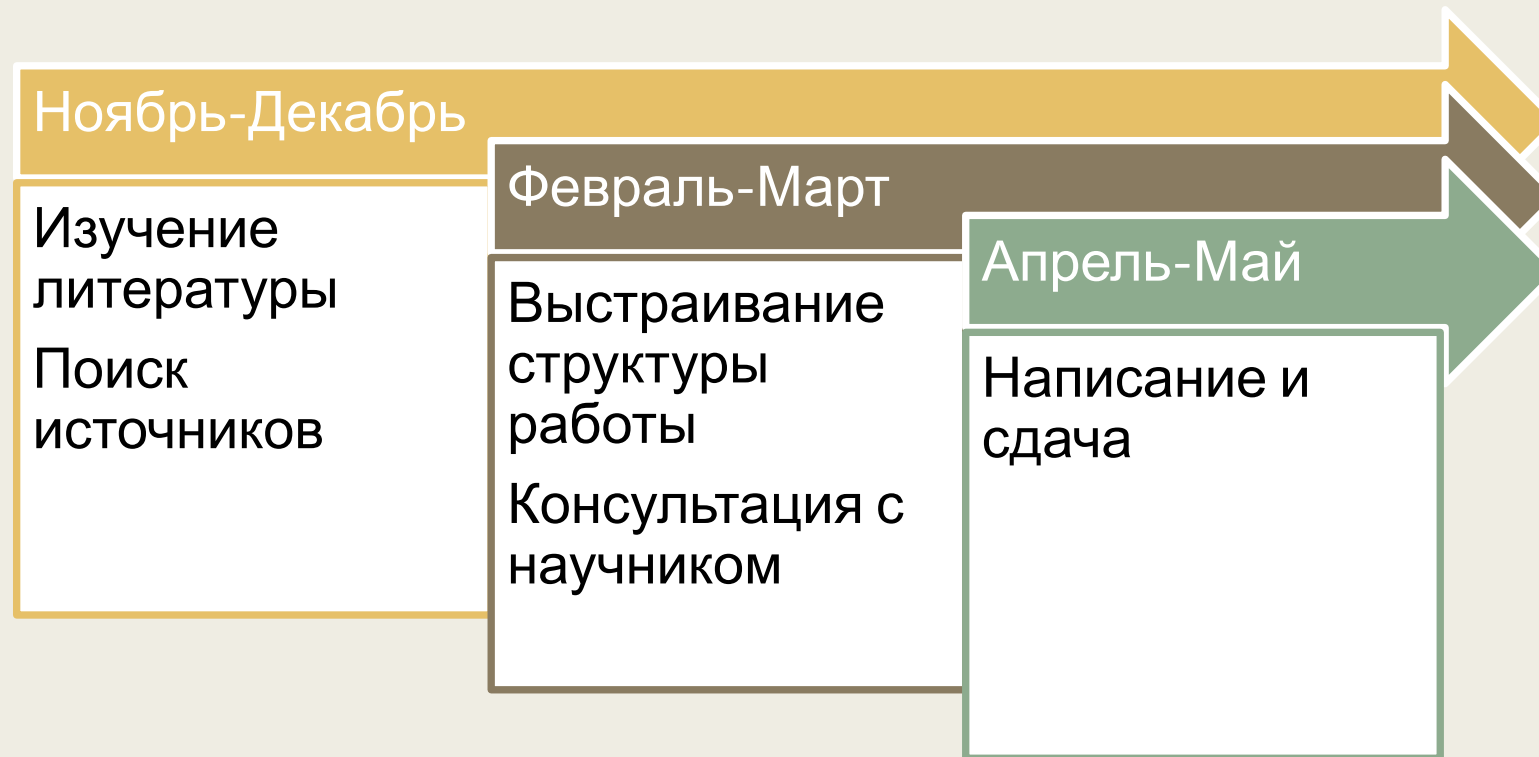 Ноябрь-Декабрь
Изучение
литературы
Поиск
источников
Февраль-Март
Выстраивание
структуры
работы
Консультация с
научником
Апрель-Май
Написание и
сдача